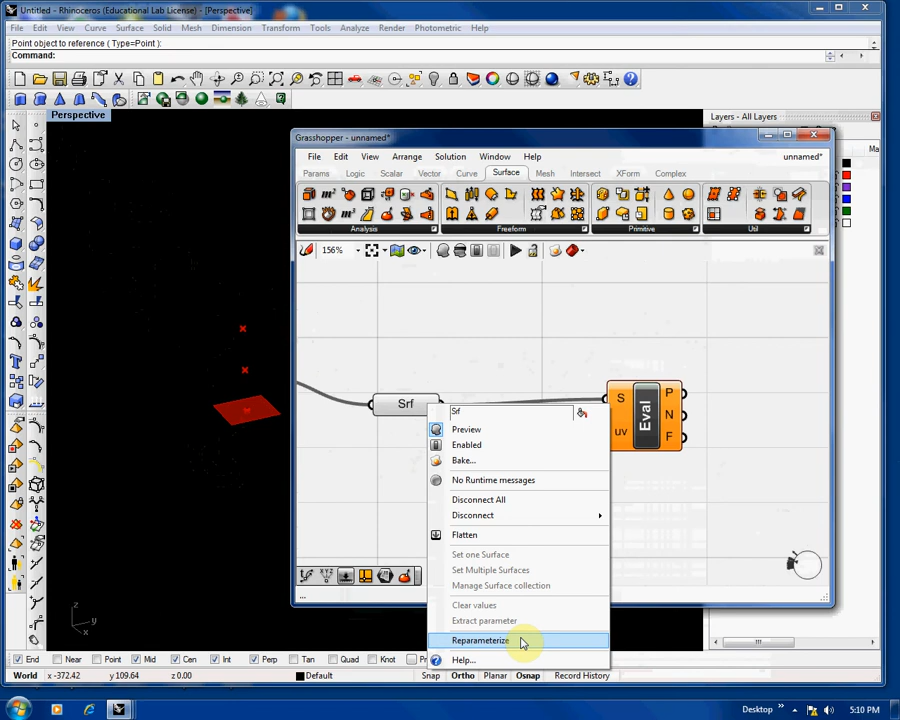 Untitled - Rhinoceros (Educational Lab License) - [Perspective]
File Edit View Curve Surface Solid Mesh Dimension Transform Tools Analyze Render Photometric Help
Point object to reference ( Type=Point ):
Command:
Perspective
Layers - All Layers
Ma
Grasshopper - unnamed*
File Edit View Arrange Solution Window Help
unnamed*
Params Logic Scalar Vector Curve Surface Mesh Intersect XForm Complex
Analysis Freeform Primitive Util
156%
Srf
S
uv
Eval
P
N
F
Srf
Preview
Enabled
Bake...
No Runtime messages
Disconnect All
Disconnect
Flatten
Set one Surface
Set Multiple Surfaces
Manage Surface collection
Clear values
Extract parameter
Reparameterize
Help...
...
z
y
x
End Near Point Mid Cen Int Perp Tan Quad Knot
World x -372.42 y 109.64 z 0.00 Default Snap Ortho Planar Osnap Record History
Desktop » 5:10 PM